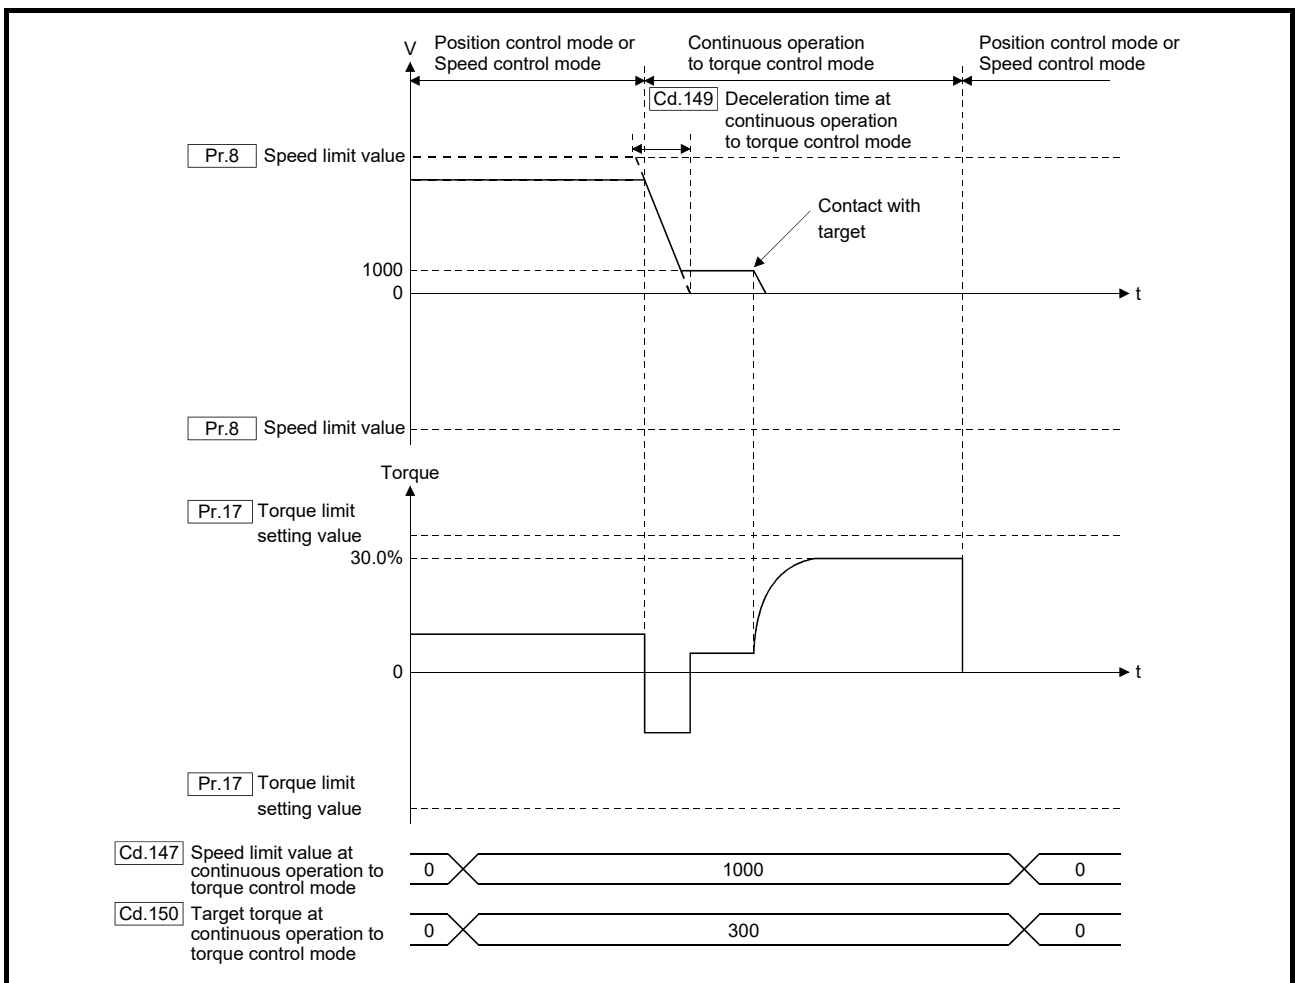 V
Position control mode or
Speed control mode
Continuous operation
to torque control mode
Position control mode or
Speed control mode
Cd.149 Deceleration time at
continuous operation
to torque control mode
Pr.8 Speed limit value
Contact with
target
1000
0
t
Pr.8 Speed limit value
Torque
Pr.17 Torque limit
setting value
30.0%
0
t
Pr.17 Torque limit
setting value
Cd.147 Speed limit value at
continuous operation to
torque control mode
0 1000 0
Cd.150 Target torque at
continuous operation to
torque control mode
0 300 0